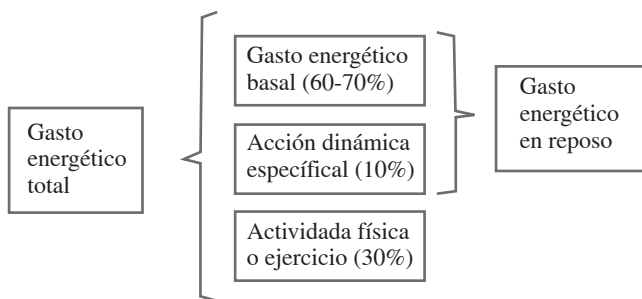 Gasto
energético
total
Gasto energético
basal (60-70%)
Acción dinámica
específical (10%)
Actividada física
o ejercicio (30%)
Gasto
energético
en reposo